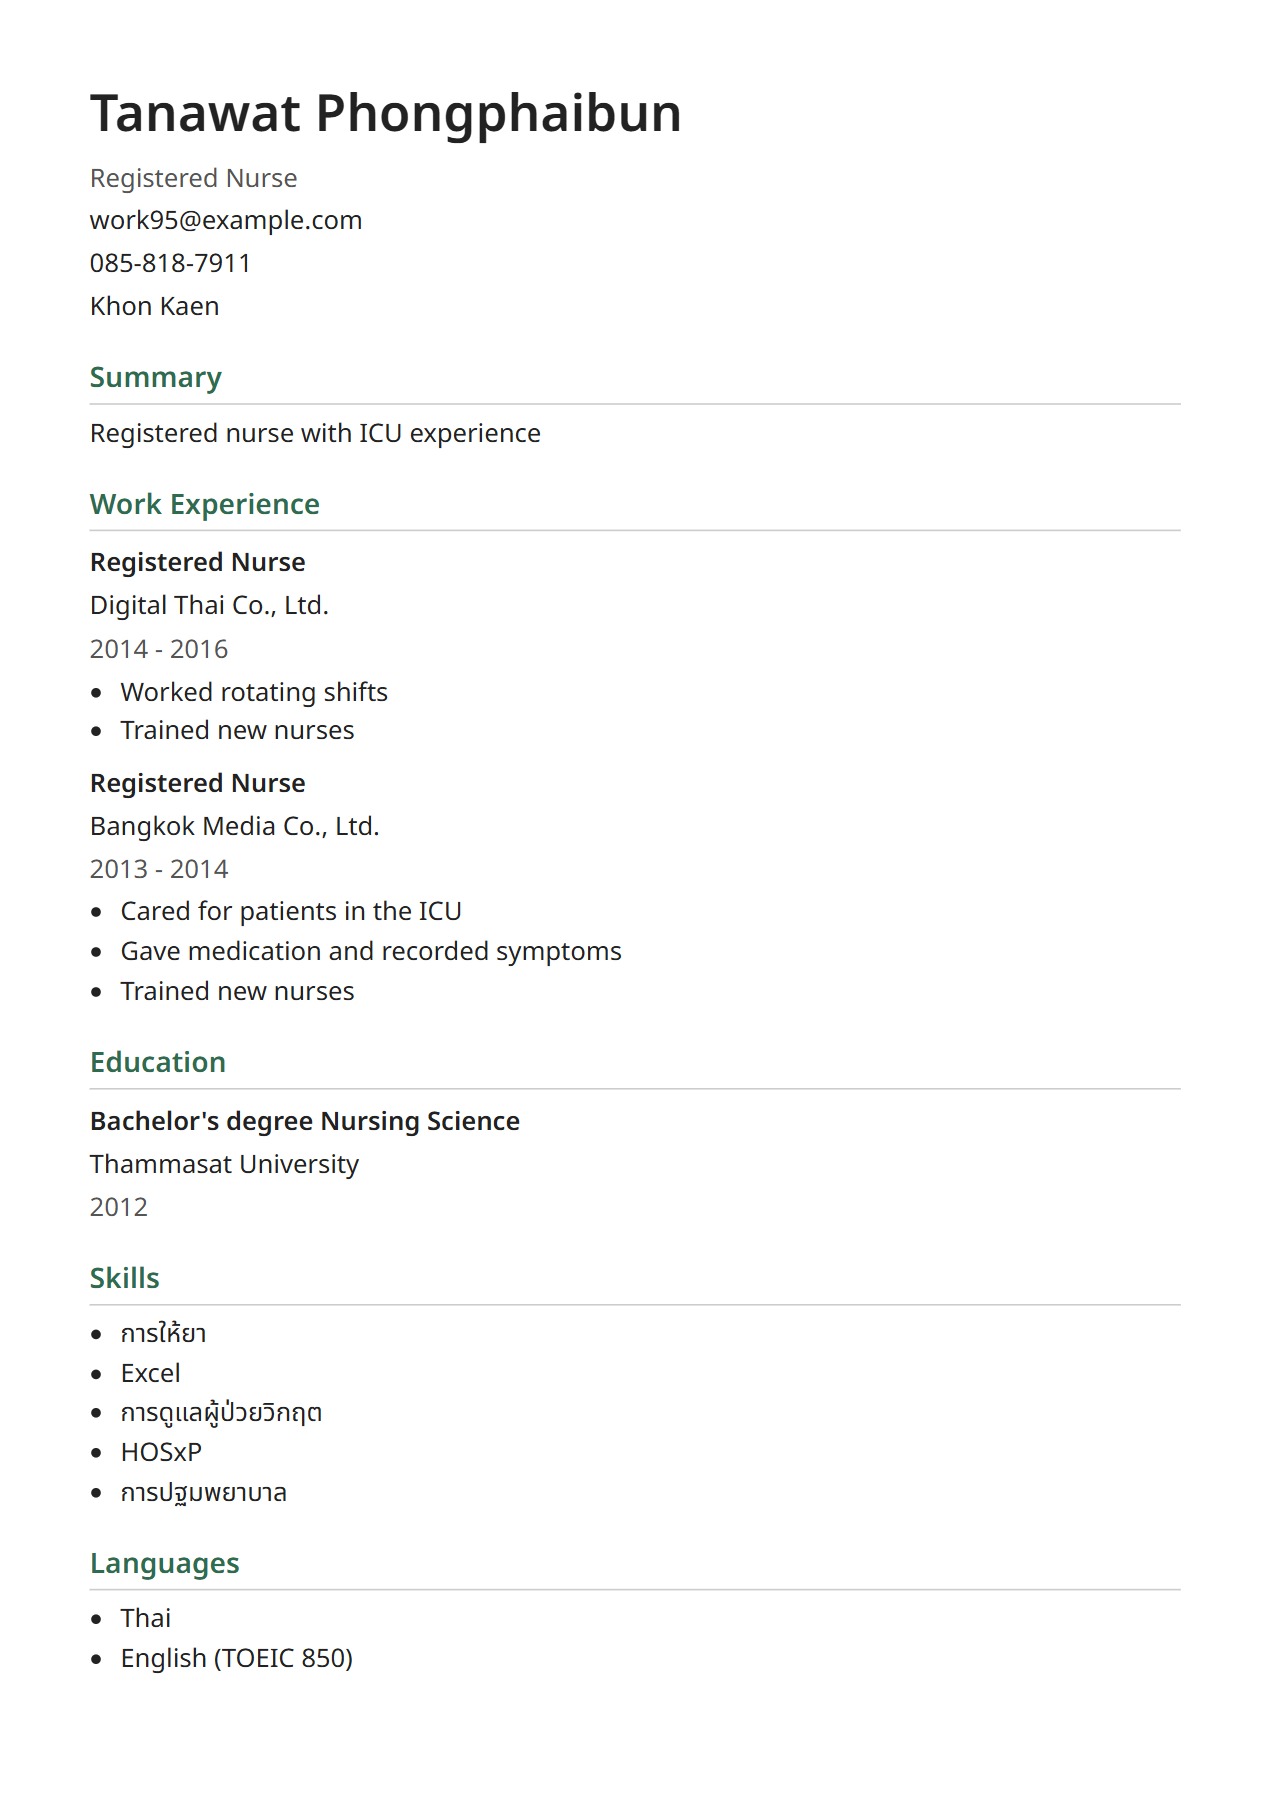 Tanawat Phongphaibun
Registered Nurse
work95@example.com
085-818-7911
Khon Kaen
Summary
Registered nurse with ICU experience
Work Experience
Registered Nurse
Digital Thai Co., Ltd.
2014 - 2016
• Worked rotating shifts
• Trained new nurses
Registered Nurse
Bangkok Media Co., Ltd.
2013 - 2014
• Cared for patients in the ICU
• Gave medication and recorded symptoms
• Trained new nurses
Education
Bachelor's degree Nursing Science
Thammasat University
2012
Skills
• การให้ยา
• Excel
• การดูแลผู้ป่วยวิกฤต
• HOSxP
• การปฐมพยาบาล
Languages
• Thai
• English (TOEIC 850)